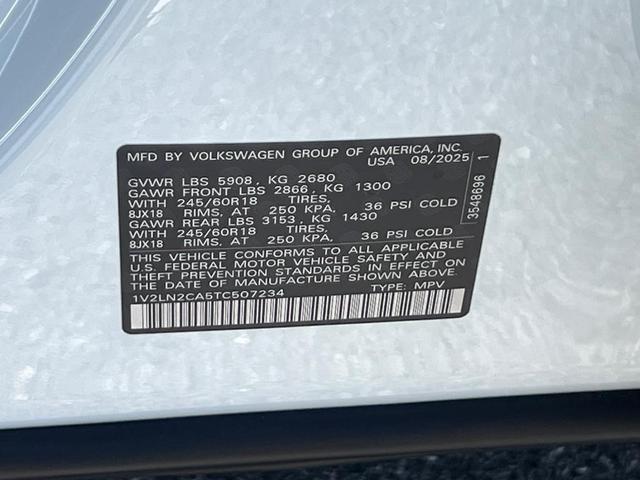 MFD BY VOLKSWAGEN GROUP OF AMERICA, INC.
USA 08/2025
GVWR LBS 5908, KG 2680
GAWR FRONT LBS 2866, KG 1300
WITH 245/60R18 TIRES,
8JX18 RIMS, AT 250 KPA, 36 PSI COLD
GAWR REAR LBS 3153, KG 1430
WITH 245/60R18 TIRES,
8JX18 RIMS, AT 250 KPA, 36 PSI COLD
THIS VEHICLE CONFORMS TO ALL APPLICABLE
U.S. FEDERAL MOTOR VEHICLE SAFETY AND
THEFT PREVENTION STANDARDS IN EFFECT ON
THE DATE OF MANUFACTURE SHOWN ABOVE.
1V2LN2CA5TC507234 TYPE: MPV
3548696 1